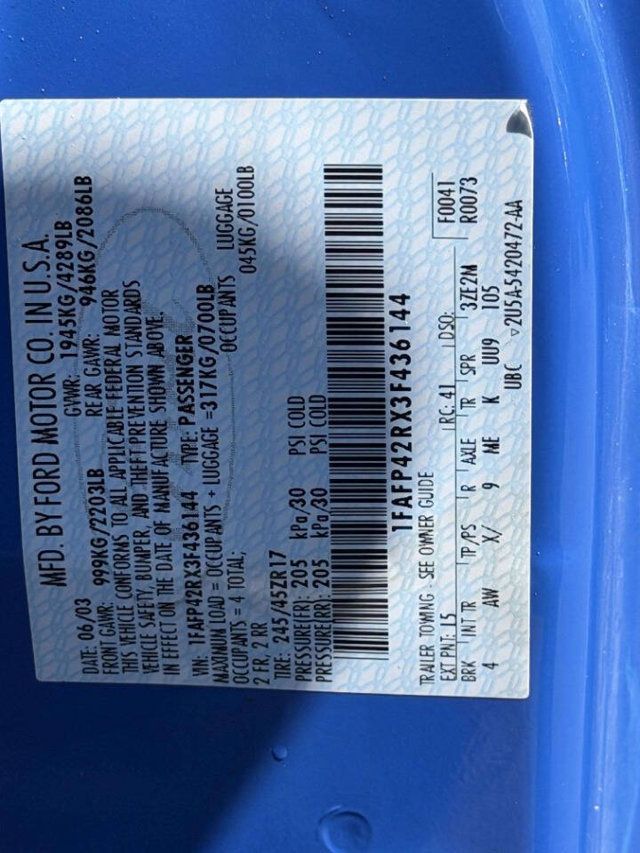 MFD. BY FORD MOTOR CO. IN U.S.A.
DATE: 06/03 GVWR: 1945KG/4289LB
FRONT GAWR: 999KG/2203LB REAR GAWR: 946KG/2086LB
THIS VEHICLE CONFORMS TO ALL APPLICABLE FEDERAL MOTOR
VEHICLE SAFETY, BUMPER, AND THEFT PREVENTION STANDARDS
IN EFFECT ON THE DATE OF MANUFACTURE SHOWN ABOVE.
VIN: 1FAFP42RX3F436144 TYPE: PASSENGER
MAXIMUM LOAD = OCCUPANTS + LUGGAGE =317KG/0700LB
OCCUPANTS = 4 TOTAL; OCCUPANTS LUGGAGE
2 FR, 2 RR 045KG/0100LB
TIRE: 245/45ZR17
PRESSURE(FR): 205 kPa/30 PSI COLD
PRESSURE(RR): 205 kPa/30 PSI COLD
1FAFP42RX3F436144
TRAILER TOWING - SEE OWNER GUIDE
EXT PNT: L5 RC: 41 DSO: F0041
BRK INT TR TP/PS R AXLE TR SPR 3ZE2M R0073
4 AW X/ 9 ME K UU9 105
UBC ▽2U5A-5420472-AA